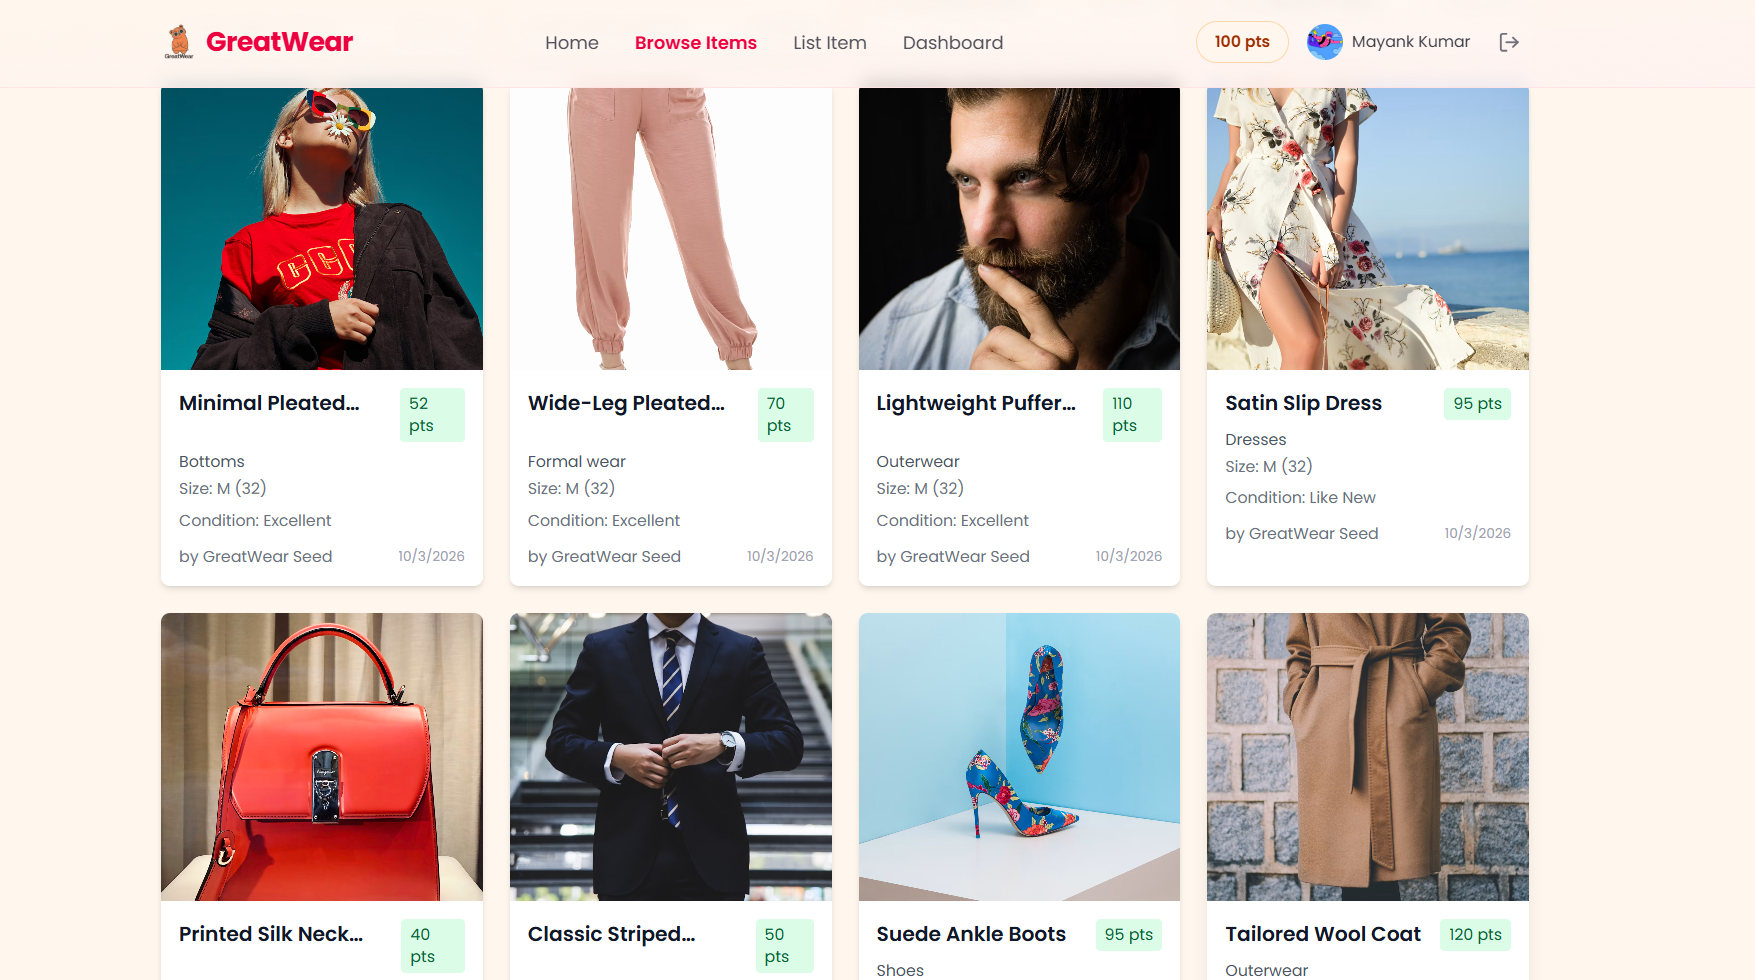 GreatWear
GreatWear
Home
Browse Items
List Item
Dashboard
100 pts
Mayank Kumar
Minimal Pleated...
52
pts
Bottoms
Size: M (32)
Condition: Excellent
by GreatWear Seed
10/3/2026
Wide-Leg Pleated...
70
pts
Formal wear
Size: M (32)
Condition: Excellent
by GreatWear Seed
10/3/2026
Lightweight Puffer...
110
pts
Outerwear
Size: M (32)
Condition: Excellent
by GreatWear Seed
10/3/2026
Satin Slip Dress
95 pts
Dresses
Size: M (32)
Condition: Like New
by GreatWear Seed
10/3/2026
Printed Silk Neck...
40
pts
Classic Striped...
50
pts
Suede Ankle Boots
95 pts
Shoes
Tailored Wool Coat
120 pts
Outerwear